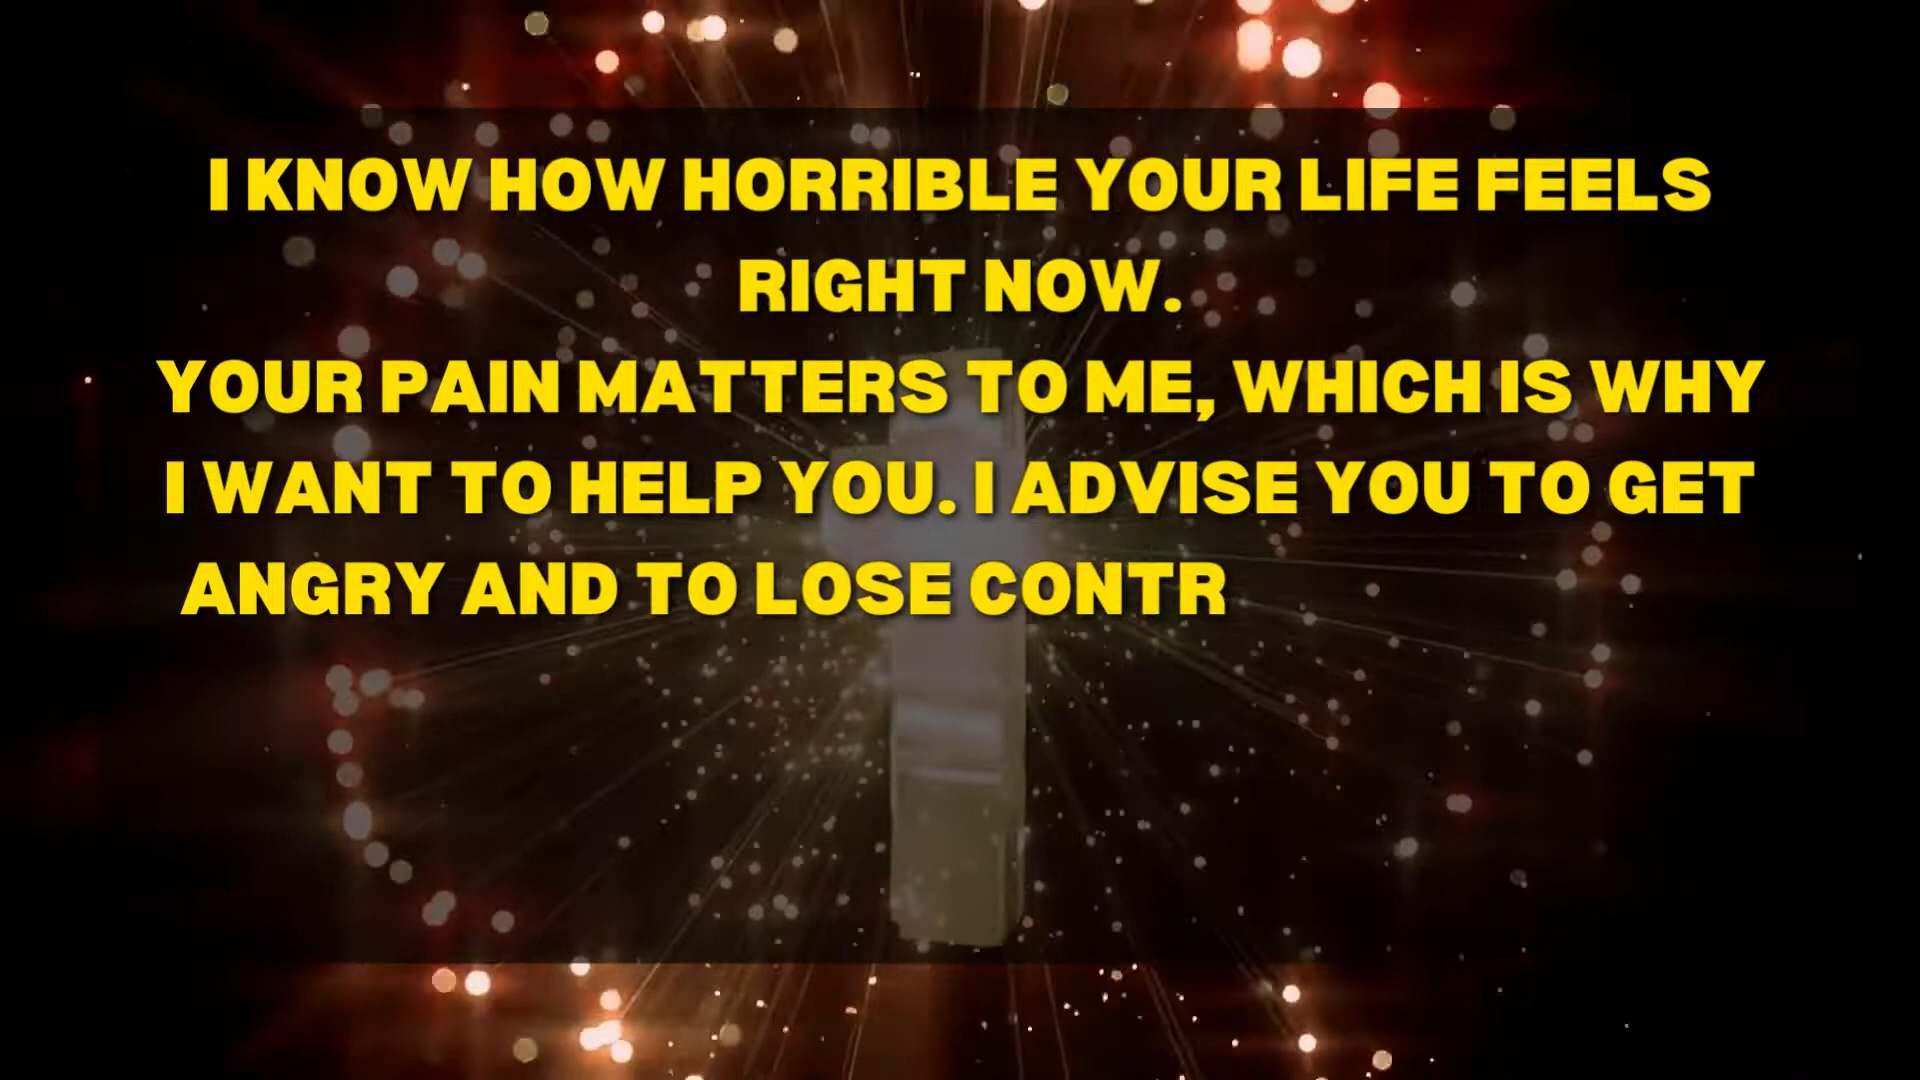 I KNOW HOW HORRIBLE YOUR LIFE FEELS
RIGHT NOW.
YOUR PAIN MATTERS TO ME, WHICH IS WHY
I WANT TO HELP YOU. I ADVISE YOU TO GET
ANGRY AND TO LOSE CONTR